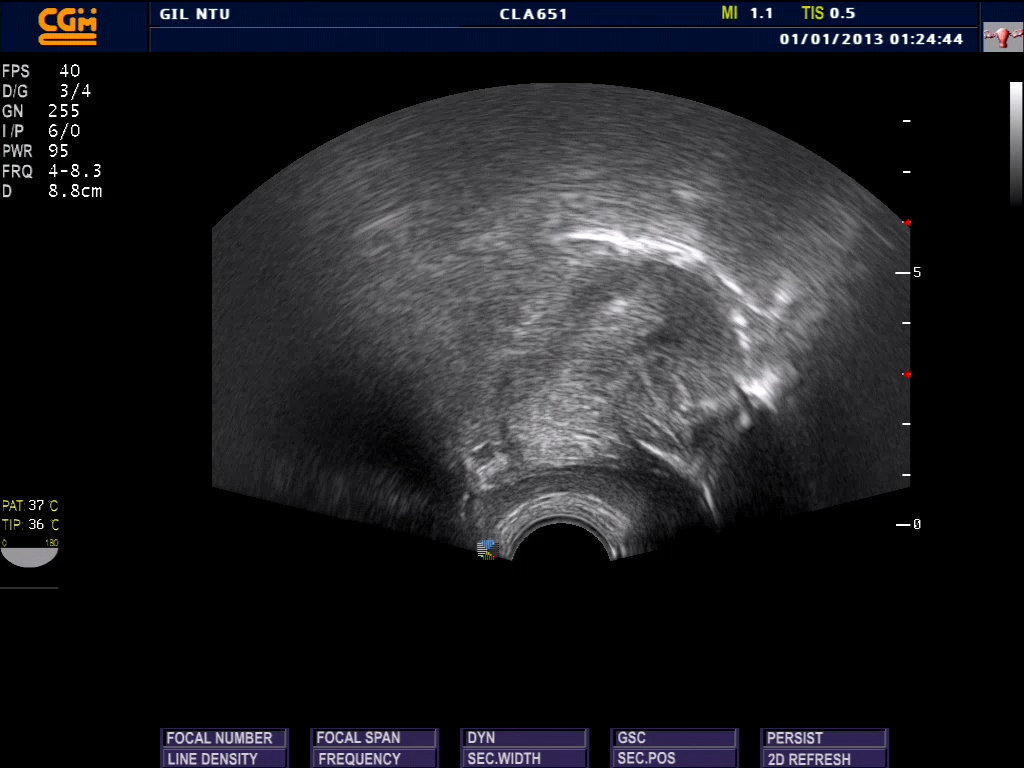 CGM
GIL NTU CLA651 MI 1.1 TIS 0.5
01/01/2013 01:24:44
FPS 40
D/G 3/4
GN 255
I/P 6/0
PWR 95
FRQ 4-8.3
D 8.8cm
5
PAT: 37 °C
TIP: 36 °C
0 180
0
FOCAL NUMBER FOCAL SPAN DYN GSC PERSIST
LINE DENSITY FREQUENCY SEC.WIDTH SEC.POS 2D REFRESH